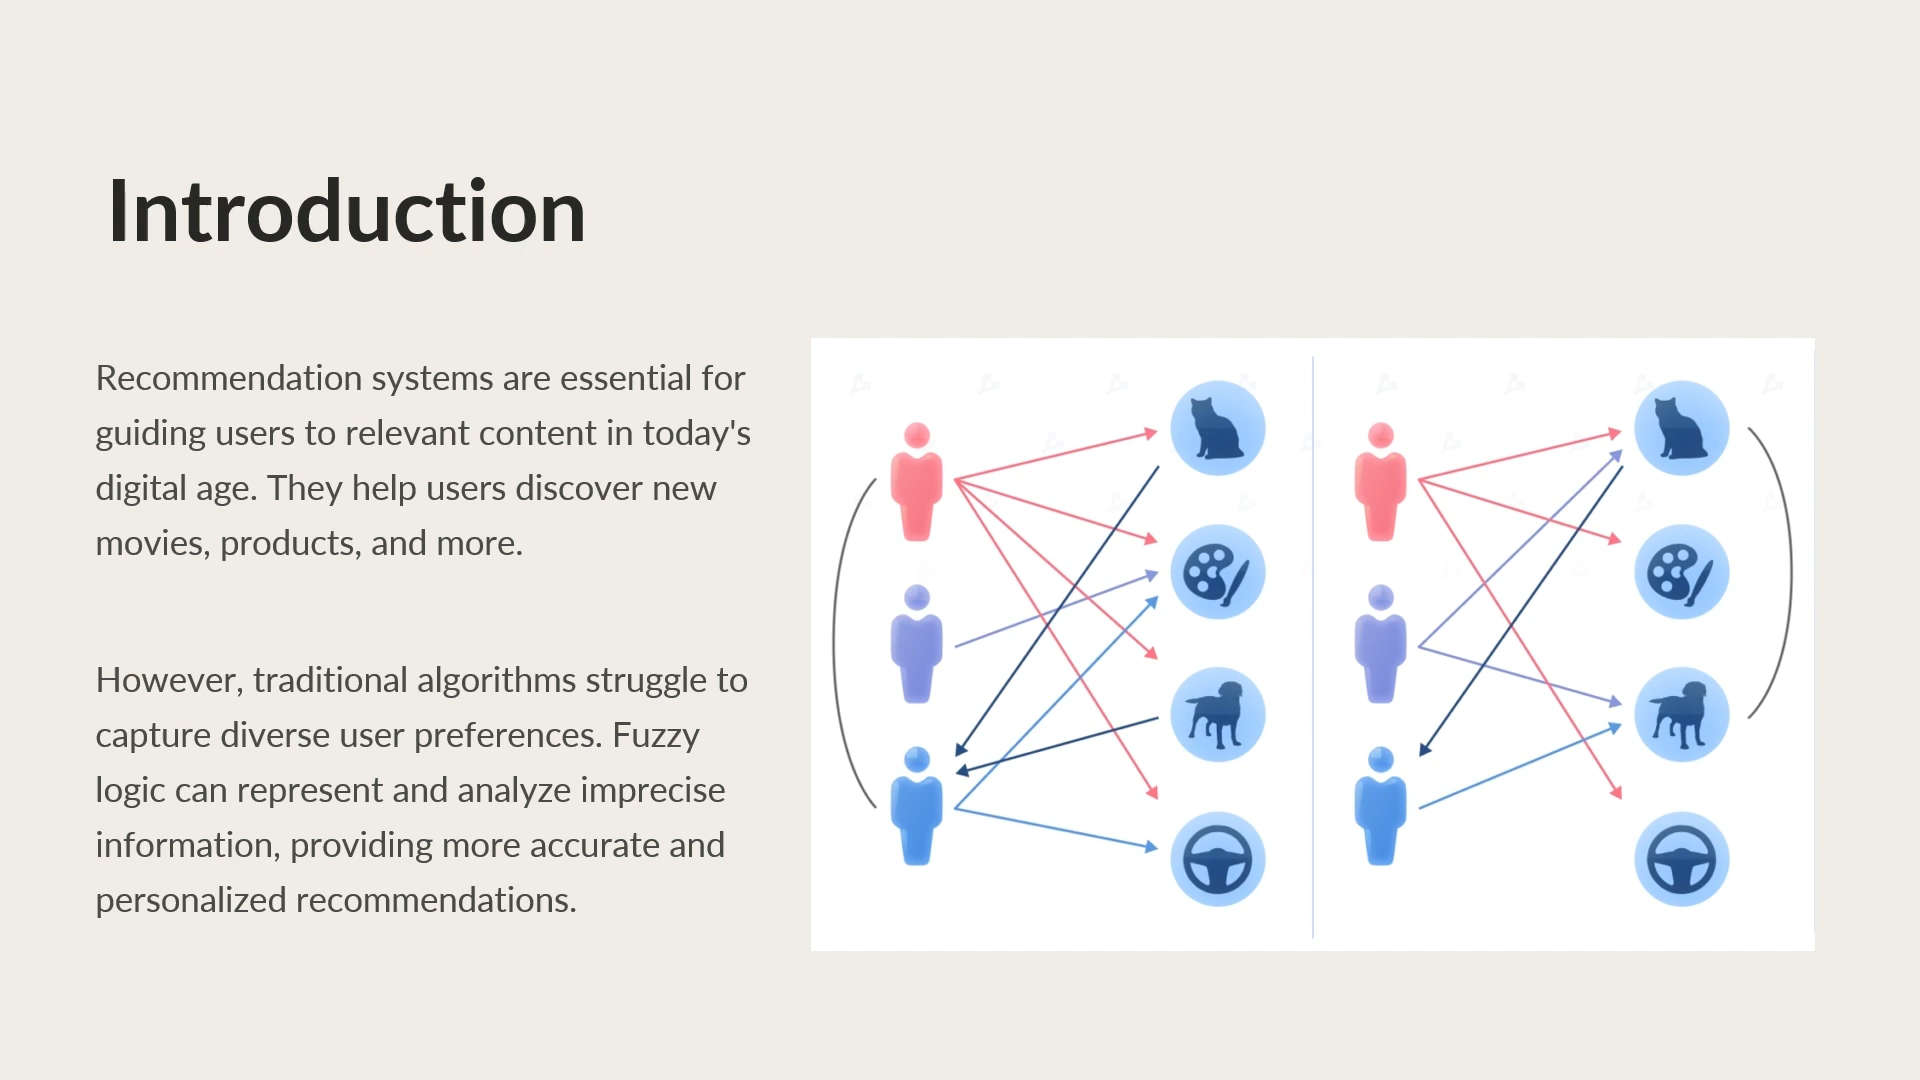 Introduction
Recommendation systems are essential for
guiding users to relevant content in today's
digital age. They help users discover new
movies, products, and more.
However, traditional algorithms struggle to
capture diverse user preferences. Fuzzy
logic can represent and analyze imprecise
information, providing more accurate and
personalized recommendations.